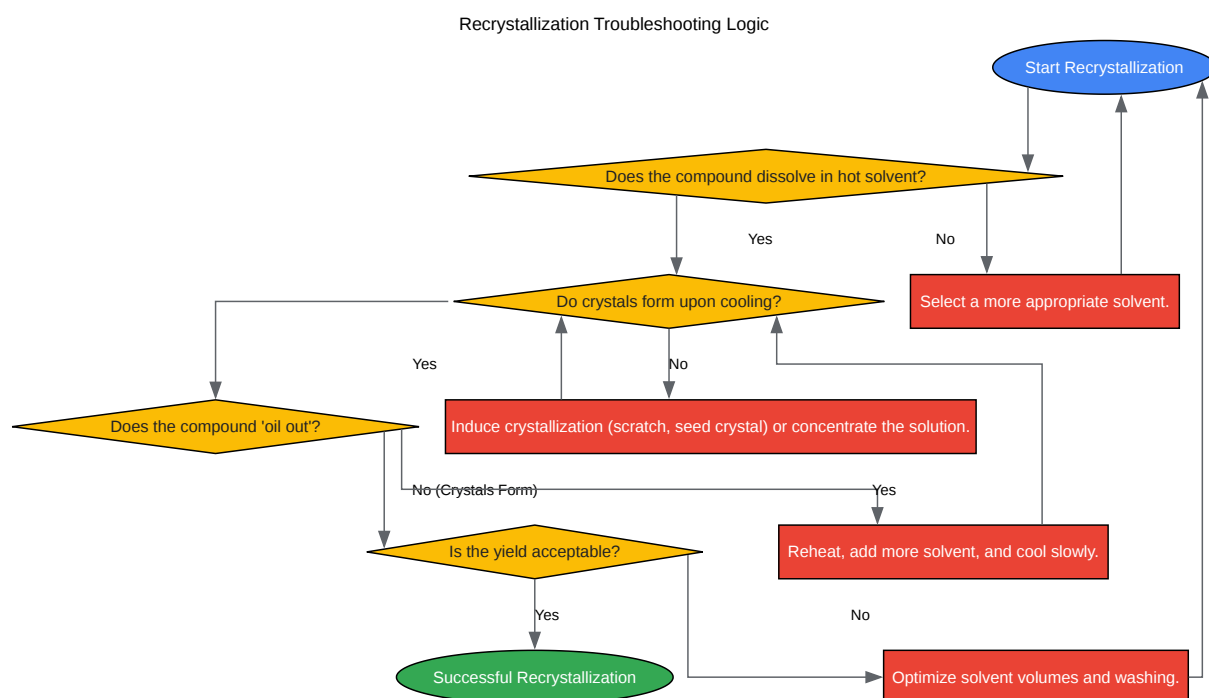 Recrystallization Troubleshooting Logic
Start Recrystallization
Does the compound dissolve in hot solvent?
Yes
No
Do crystals form upon cooling?
Select a more appropriate solvent.
Yes
No
Does the compound 'oil out'?
Induce crystallization (scratch, seed crystal) or concentrate the solution.
No (Crystals Form)
Yes
Is the yield acceptable?
Reheat, add more solvent, and cool slowly.
Yes
No
Successful Recrystallization
Optimize solvent volumes and washing.